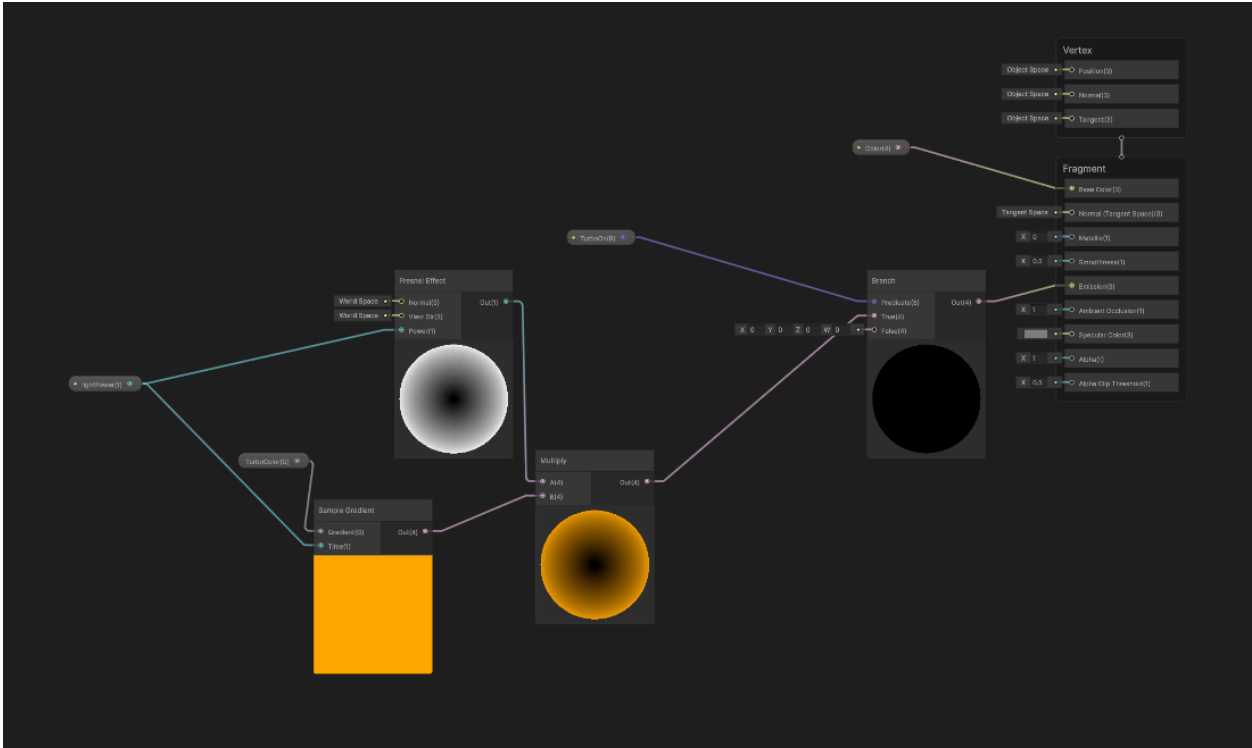 Vertex
Object Space
Position(3)
Object Space
Normal(3)
Object Space
Tangent(3)
Color(4)
Fragment
Base Color(3)
Tangent Space
Normal (Tangent Space)(3)
TurboOn(B)
X 0
Metallic(1)
X 0.5
Smoothness(1)
Emission(3)
X 1
Ambient Occlusion(1)
Specular Color(3)
X 1
Alpha(1)
X 0.5
Alpha Clip Threshold(1)
Fresnel Effect
World Space
Normal(3)
Out(1)
World Space
View Dir(3)
Power(1)
Branch
Predicate(B)
Out(4)
True(4)
X 0 Y 0 Z 0 W 0
False(4)
lightPower(1)
TurboColor(G)
Multiply
A(4)
Out(4)
B(4)
Sample Gradient
Gradient(G)
Out(4)
Time(1)